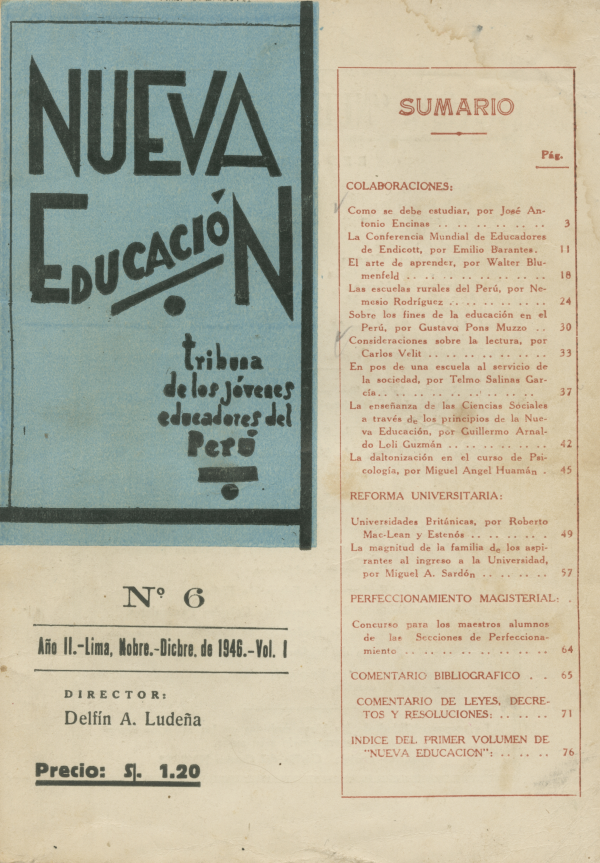 NUEVA
EDUCACIÓN
tribuna
de los jóvenes
educadores del
Perú
Nº 6
Año II.-Lima, Nobre.-Dicbre. de 1946.-Vol. I
DIRECTOR:
Delfín A. Ludeña
Precio: S/. 1.20
SUMARIO
Pág.
COLABORACIONES:
Como se debe estudiar, por José An-
tonio Encinas .. .. .. .. .. .. 3
La Conferencia Mundial de Educadores
de Endicott, por Emilio Barantes. 11
El arte de aprender, por Walter Blu-
menfeld .. .. .. .. .. .. .. .. 18
Las escuelas rurales del Perú, por Ne-
mesio Rodríguez .. .. .. .. .. .. 24
Sobre los fines de la educación en el
Perú, por Gustavo Pons Muzzo .. 30
Consideraciones sobre la lectura, por
Carlos Velit .. .. .. .. .. .. .. 33
En pos de una escuela al servicio de
la sociedad, por Telmo Salinas Gar-
cía.. .. .. .. .. .. .. .. .. .. 37
La enseñanza de las Ciencias Sociales
a través de los principios de la Nue-
va Educación, por Guillermo Arnal-
do Loli Guzmán .. .. .. .. .. .. 42
La daltonización en el curso de Psi-
cología, por Miguel Angel Huamán . 45
REFORMA UNIVERSITARIA:
Universidades Británicas, por Roberto
Mac-Lean y Estenós .. .. .. .. 49
La magnitud de la familia de los aspi-
rantes al ingreso a la Universidad,
por Miguel A. Sardón .. .. .. .. 57
PERFECCIONAMIENTO MAGISTERIAL: .
Concurso para los maestros alumnos
de las Secciones de Perfecciona-
miento .. .. .. .. .. .. .. .. 64
COMENTARIO BIBLIOGRAFICO . . 65
COMENTARIO DE LEYES, DECRE-
TOS Y RESOLUCIONES: .. .. .. 71
INDICE DEL PRIMER VOLUMEN DE
"NUEVA EDUCACION": .. .. .. 76